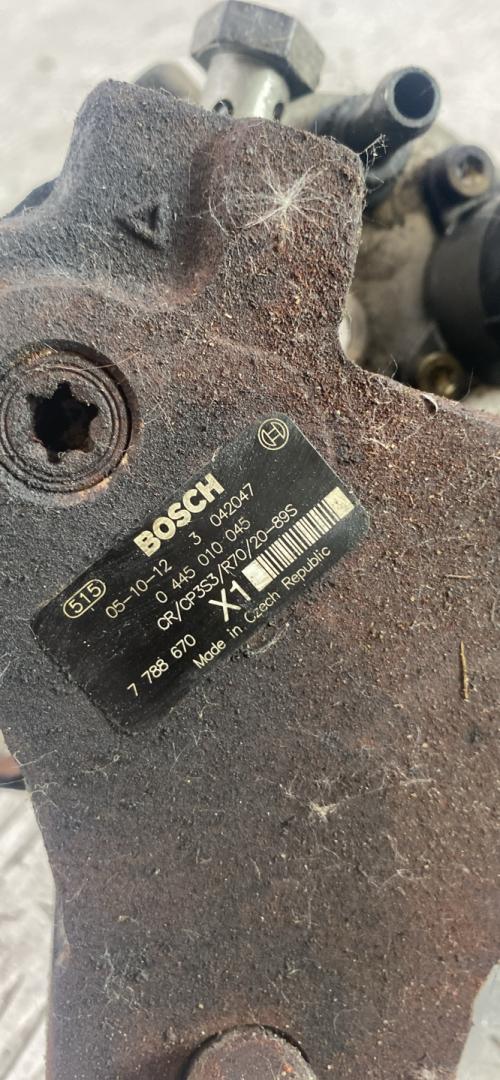 BOSCH
515
05-10-12 3 042047
0 445 010 045
CR/CP3S3/R70/20-89S
7 788 670 X1
Made in Czech Republic